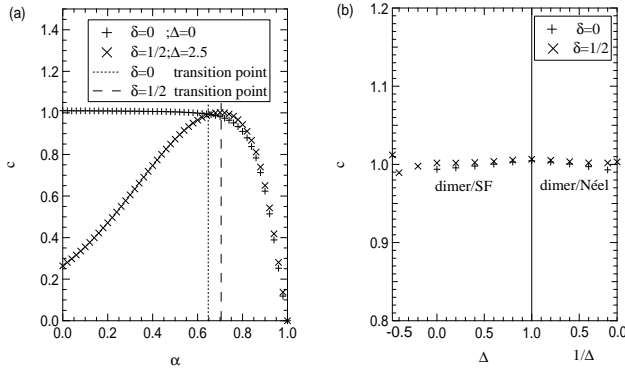 (a)
δ=0 ;Δ=0
δ=1/2;Δ=2.5
δ=0 transition point
δ=1/2 transition point
c
1.4
1.2
1.0
0.8
0.6
0.4
0.2
0.0
0.0 0.2 0.4 0.6 0.8 1.0
α
(b)
δ=0
δ=1/2
c
1.2
1.1
1.0
0.9
0.8
dimer/SF dimer/Néel
-0.5 0.0 0.5 1.0 0.5 0.0
Δ 1/Δ